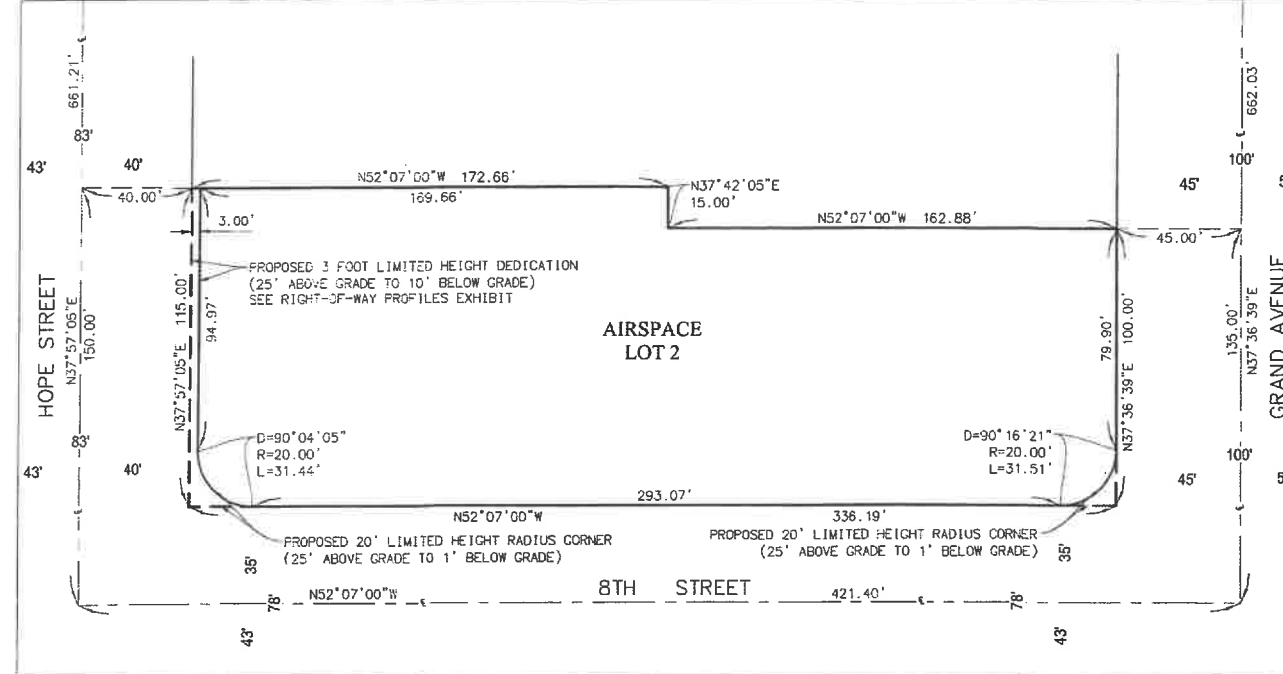 661.21'
662.03'
83'
100'
43'
40'
N52°07'00"W 172.66'
N37°42'05"E
15.00'
45'
40.00'
169.66'
3.00'
N52°07'00"W 162.88'
45.00'
PROPOSED 3 FOOT LIMITED HEIGHT DEDICATION
(25' ABOVE GRADE TO 10' BELOW GRADE)
SEE RIGHT-OF-WAY PROFILES EXHIBIT
HOPE STREET
N37°57'05"E
150.00'
N37°57'05"E 115.00'
94.97'
AIRSPACE
LOT 2
79.90'
N37°36'39"E 100.00'
135.00'
N37°36'39"E
GRAND AVENUE
83'
43'
40'
D=90°04'05"
R=20.00'
L=31.44'
D=90°16'21"
R=20.00'
L=31.51'
100'
45'
293.07'
N52°07'00"W
336.19'
PROPOSED 20' LIMITED HEIGHT RADIUS CORNER
(25' ABOVE GRADE TO 1' BELOW GRADE)
PROPOSED 20' LIMITED HEIGHT RADIUS CORNER
(25' ABOVE GRADE TO 1' BELOW GRADE)
35'
35'
8TH STREET
N52°07'00"W
421.40'
78'
78'
43'
43'